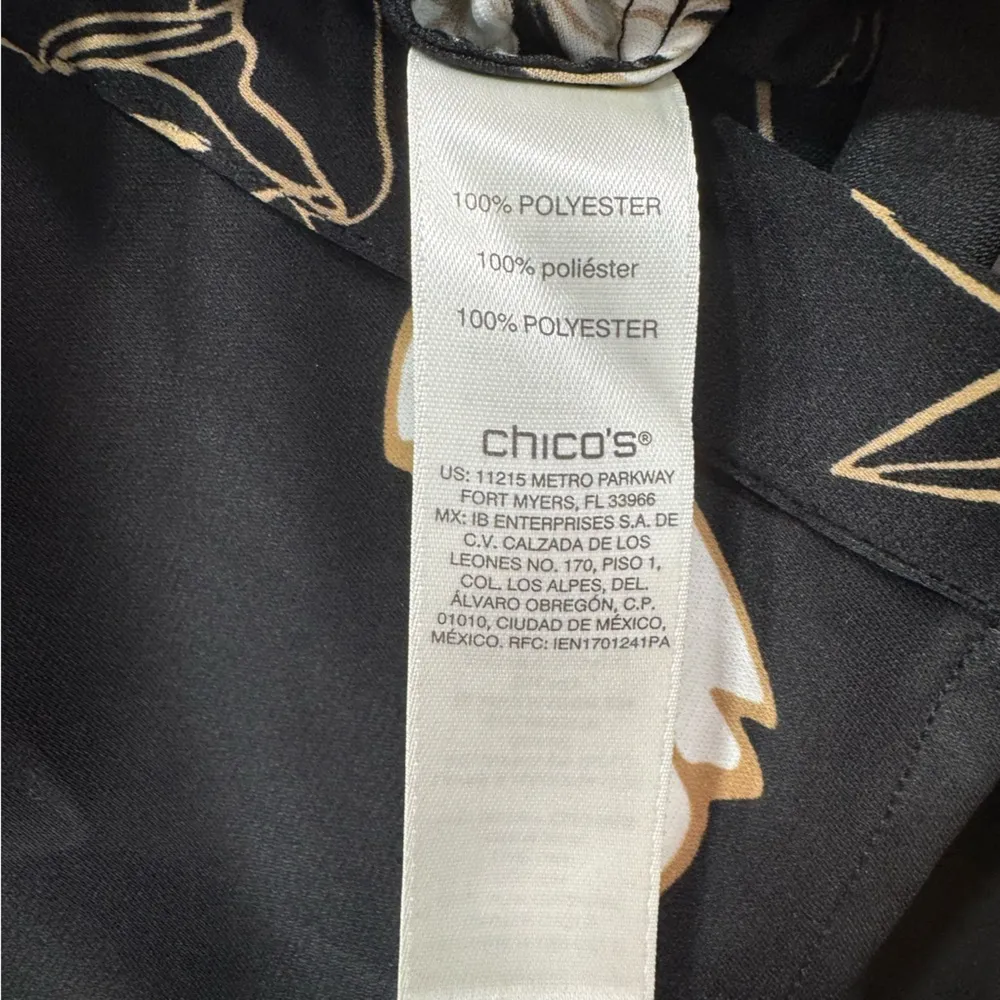 100% POLYESTER
100% poliéster
100% POLYESTER
chico's®
US: 11215 METRO PARKWAY
FORT MYERS, FL 33966
MX: IB ENTERPRISES S.A. DE
C.V. CALZADA DE LOS
LEONES NO. 170, PISO 1,
COL. LOS ALPES, DEL.
ÁLVARO OBREGÓN, C.P.
01010, CIUDAD DE MÉXICO,
MÉXICO. RFC: IEN1701241PA